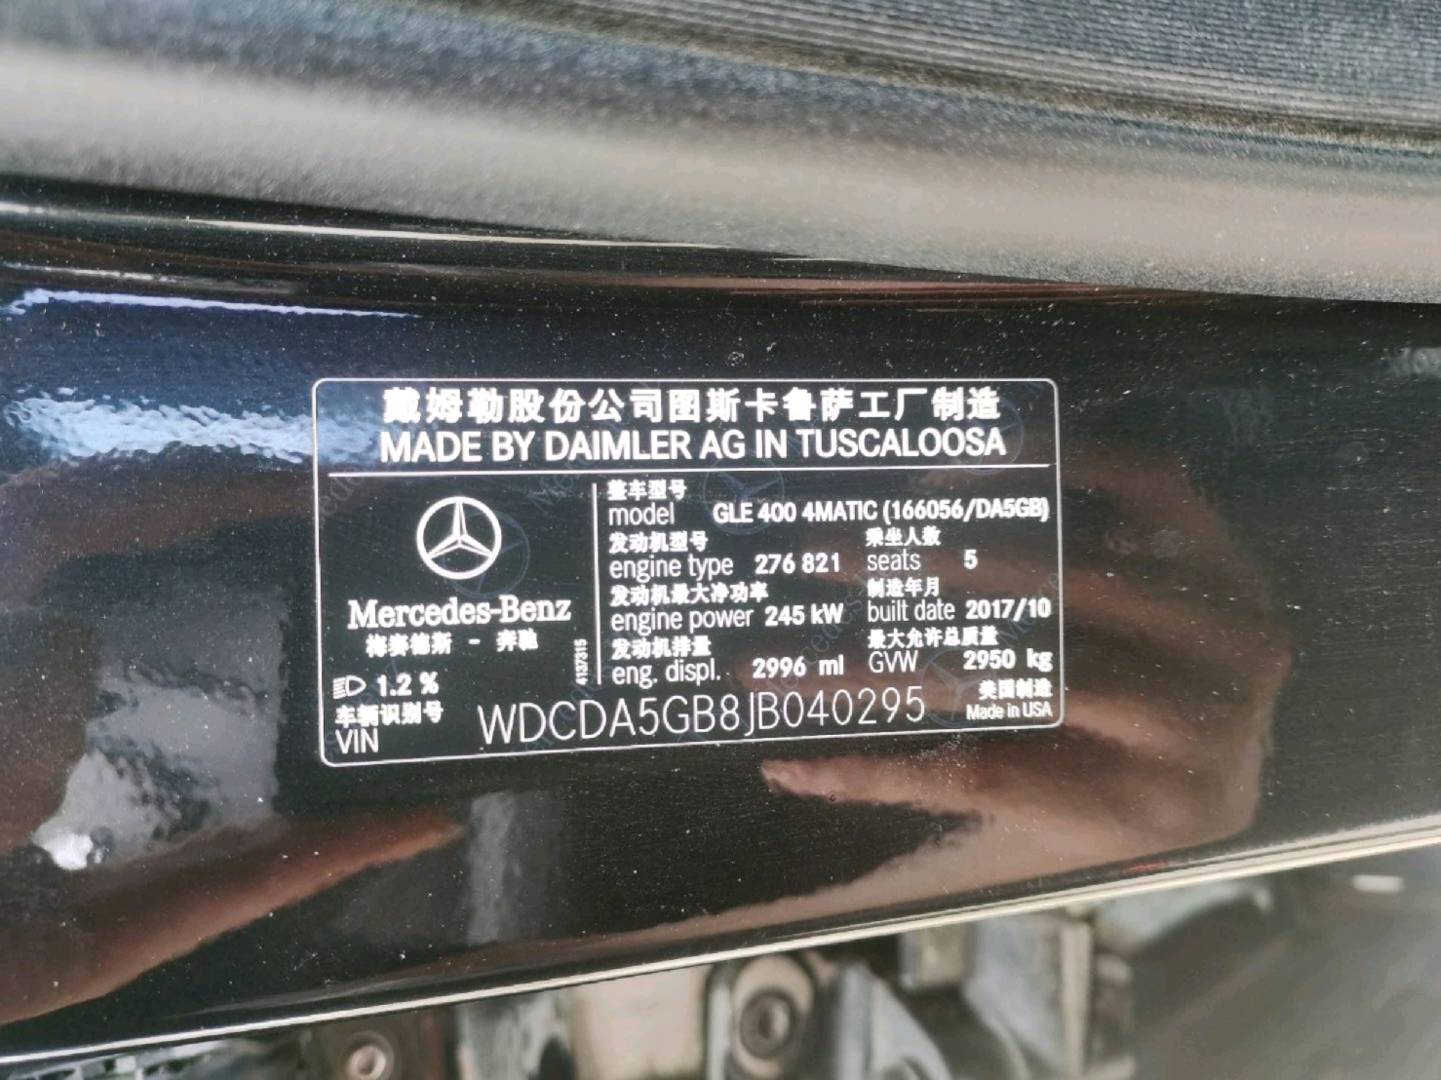 戴姆勒股份公司图斯卡鲁萨工厂制造
MADE BY DAIMLER AG IN TUSCALOOSA
整车型号
model GLE 400 4MATIC (166056/DA5GB)
发动机型号 乘坐人数
engine type 276 821 seats 5
发动机最大净功率 制造年月
engine power 245 kW built date 2017/10
发动机排量 最大允许总质量
eng. displ. 2996 ml GVW 2950 kg
Mercedes-Benz
梅赛德斯 - 奔驰
4137315
1.2 %
车辆识别号
VIN WDCDA5GB8JB040295
美国制造
Made in USA